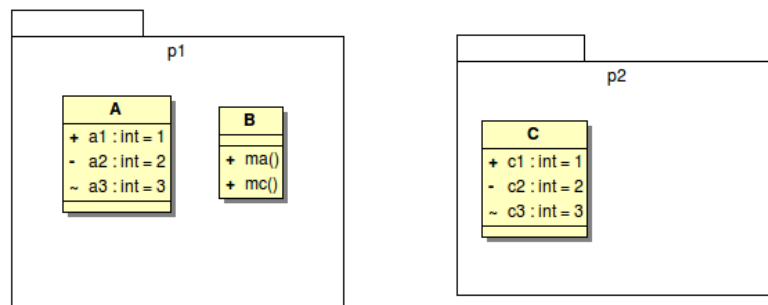 p1
A
+ a1 : int = 1
- a2 : int = 2
~ a3 : int = 3
B
+ ma()
+ mc()
p2
C
+ c1 : int = 1
- c2 : int = 2
~ c3 : int = 3